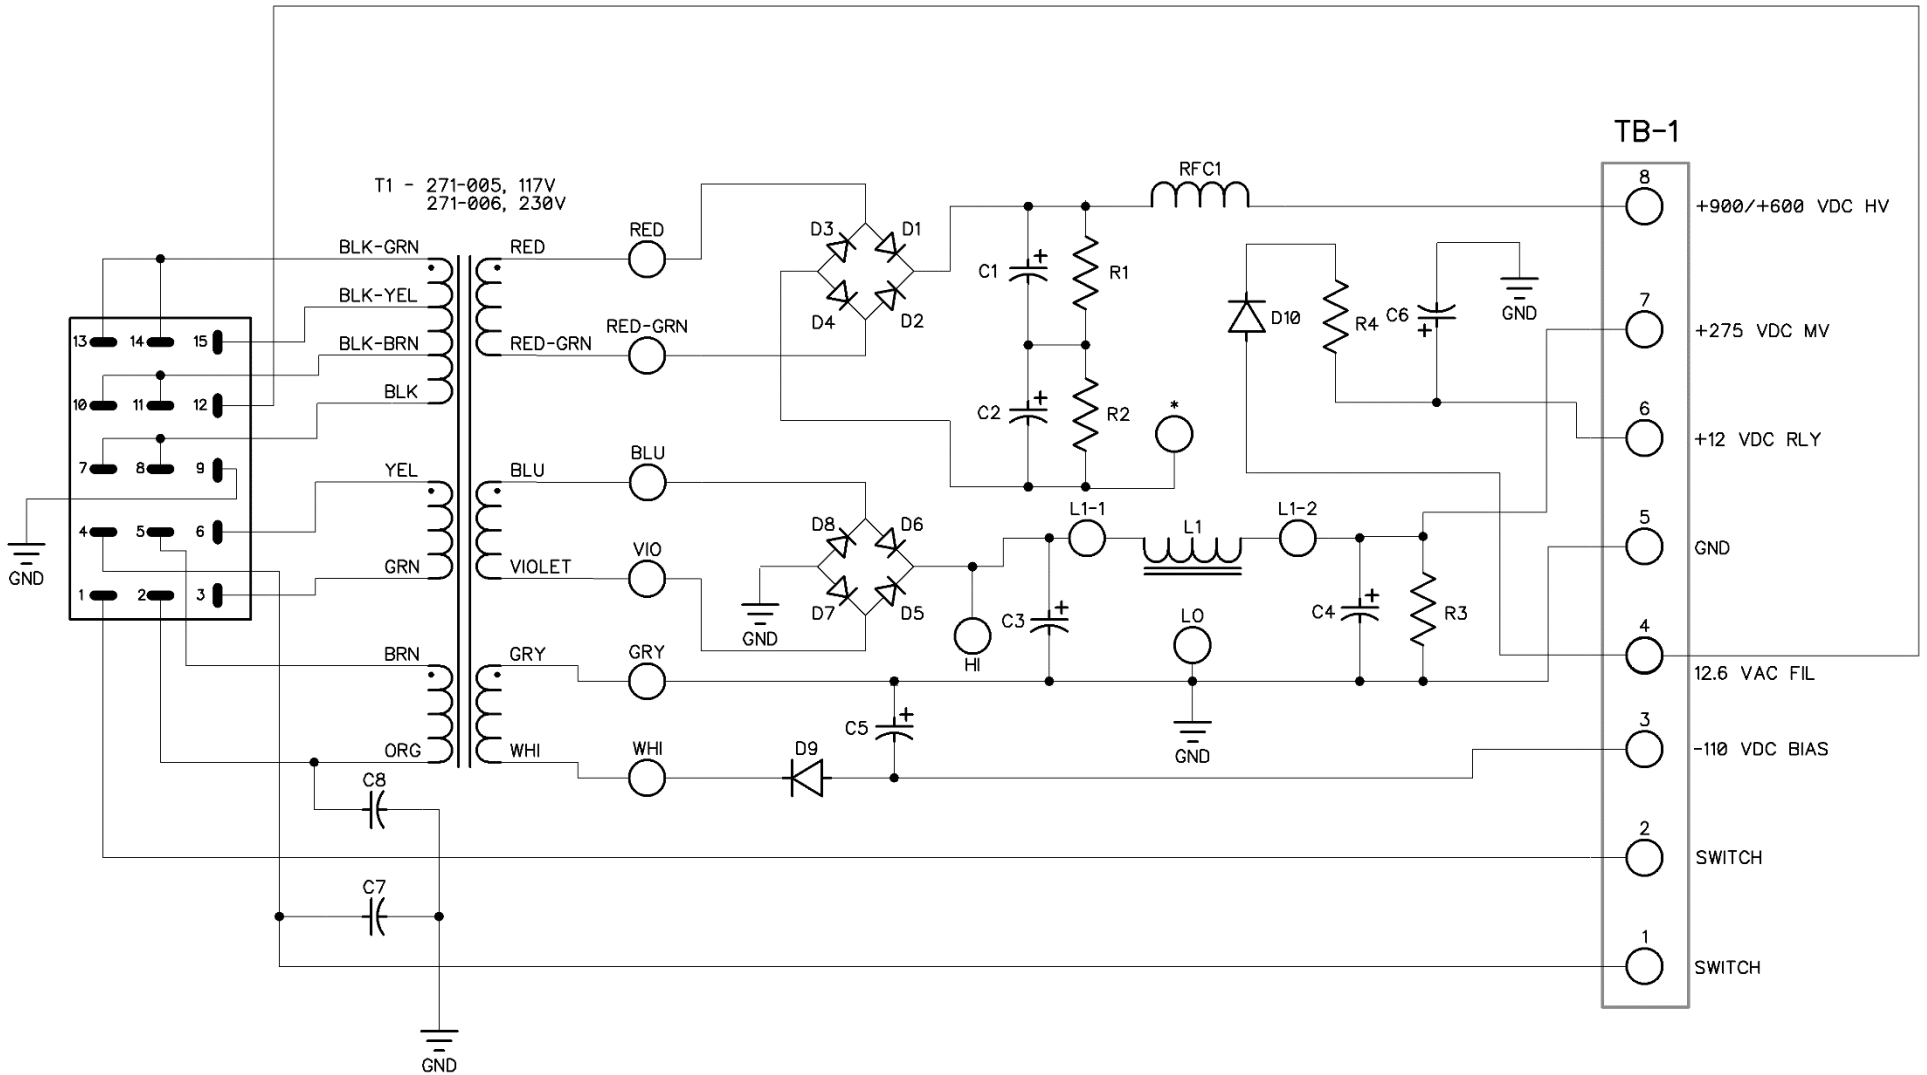 TB-1
T1 - 271-005, 117V
271-006, 230V
RFC1
8
+900/+600 VDC HV
RED
D3
D1
BLK-GRN
RED
C1
+
R1
BLK-YEL
D4
D2
D10
R4
C6
+
GND
7
+275 VDC MV
RED-GRN
13
14
15
BLK-BRN
RED-GRN
10
11
12
BLK
C2
+
R2
*
6
+12 VDC RLY
7
8
9
YEL
BLU
BLU
D8
D6
L1-1
L1
L1-2
5
GND
4
5
6
GND
VIO
GRN
VIOLET
D7
D5
GND
C3
+
LO
C4
+
R3
1
2
3
HI
4
12.6 VAC FIL
BRN
GRY
GRY
C5
+
GND
3
-110 VDC BIAS
ORG
WHI
WHI
D9
C8
2
SWITCH
C7
1
SWITCH
GND